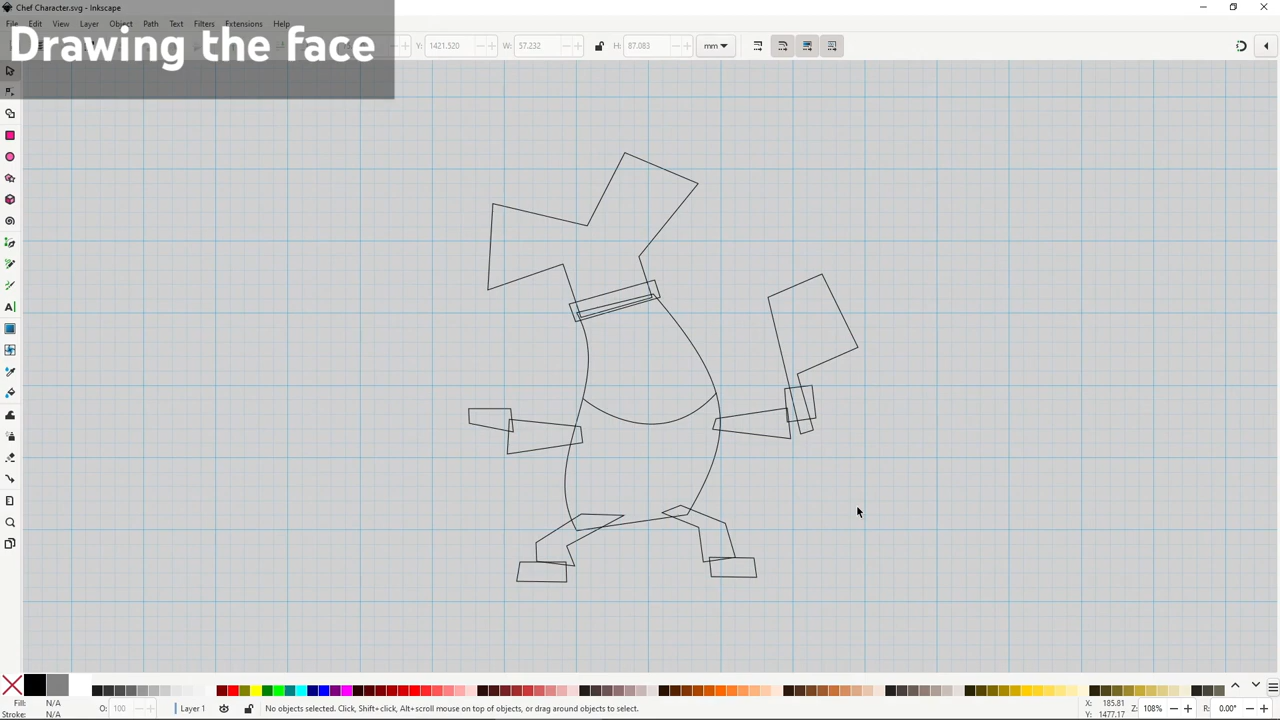 Chef Character.svg - Inkscape
File Edit View Layer Object Path Text Filters Extensions Help
Drawing the face
Y: 1421.520 W: 57.232 H: 87.083 mm
Fill: N/A
Stroke: N/A
O: 100
Layer 1
No objects selected. Click, Shift+click, Alt+scroll mouse on top of objects, or drag around objects to select.
X: 185.81
Y: 1477.17
Z: 108%
R: 0.00°